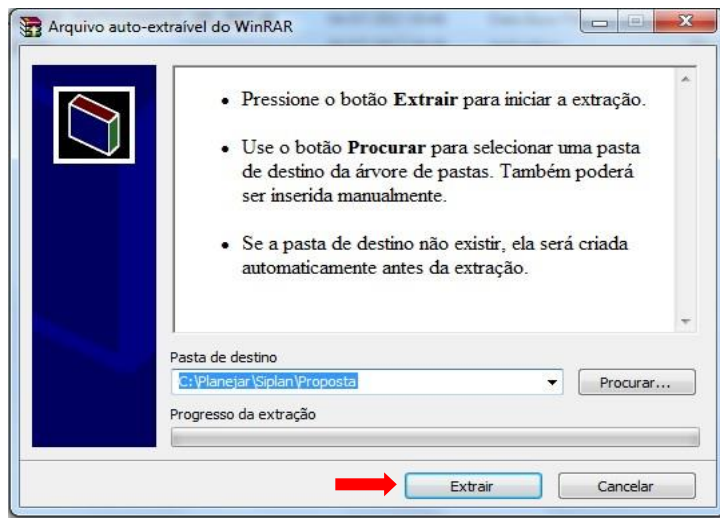 Arquivo auto-extraível do WinRAR
• Pressione o botão Extrair para iniciar a extração.
• Use o botão Procurar para selecionar uma pasta
de destino da árvore de pastas. Também poderá
ser inserida manualmente.
• Se a pasta de destino não existir, ela será criada
automaticamente antes da extração.
Pasta de destino
C:\Planejar\Siplan\Proposta
Procurar...
Progresso da extração
Extrair
Cancelar